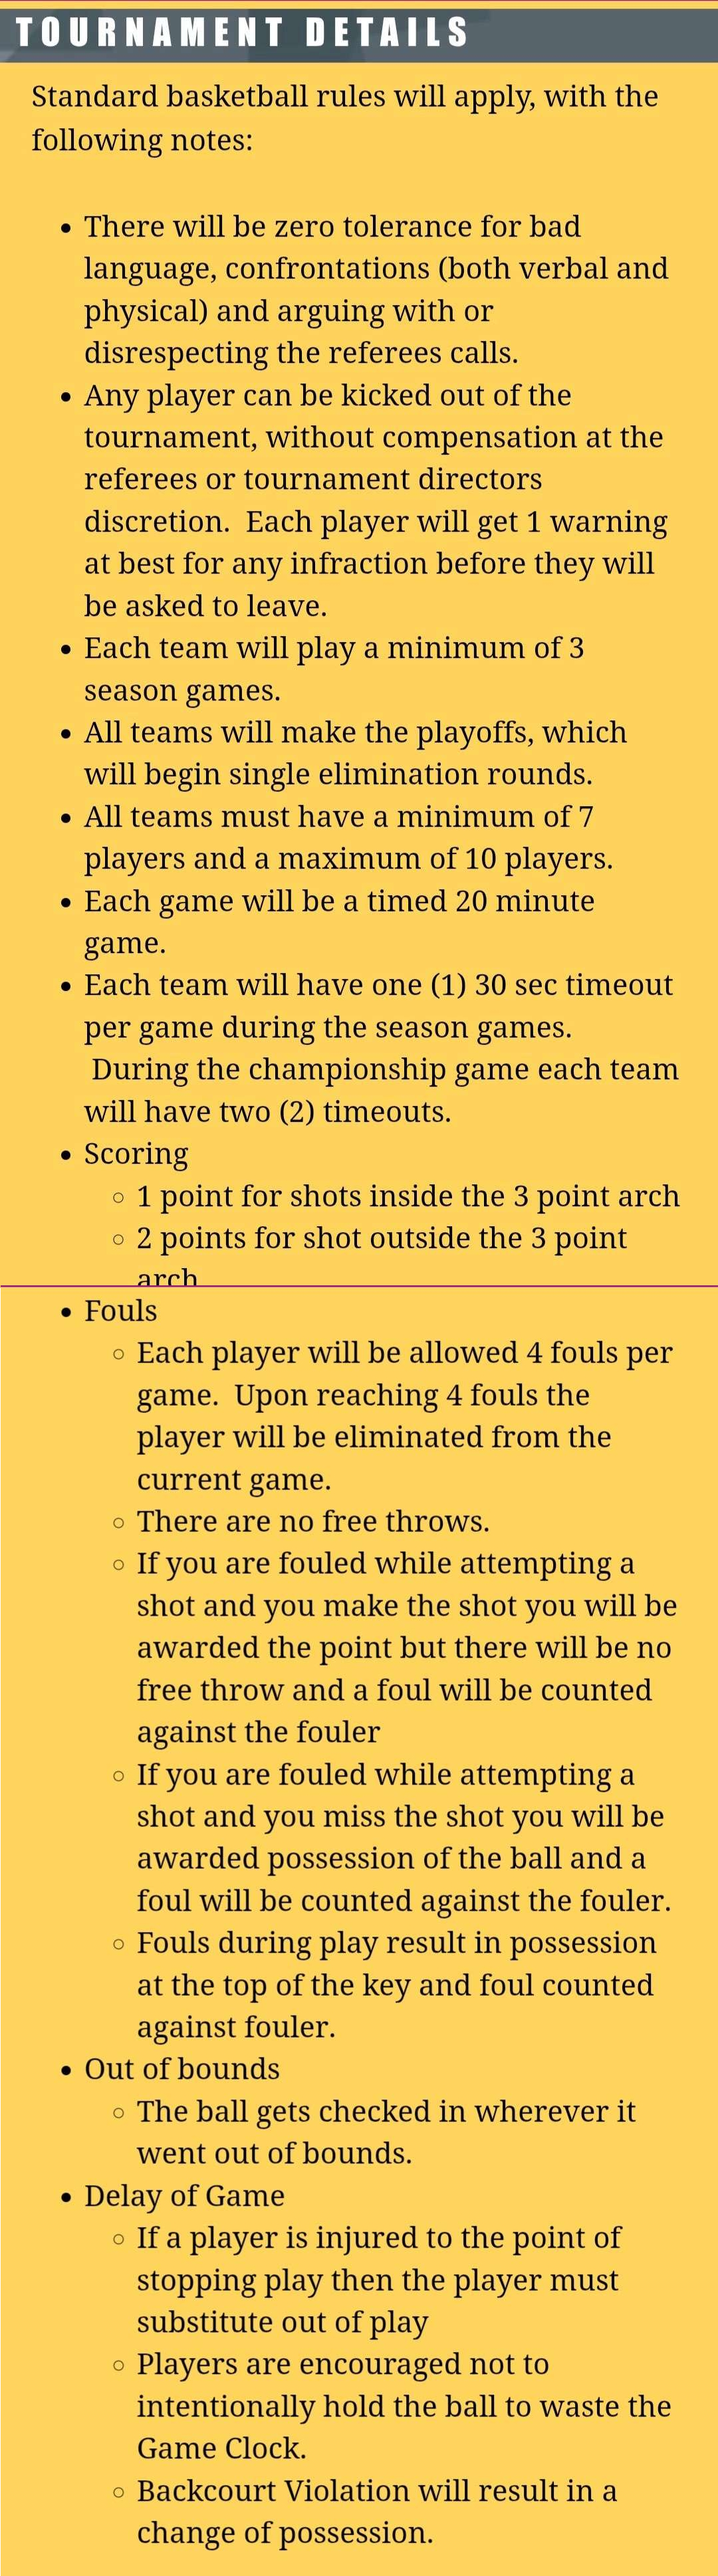 TOURNAMENT DETAILS
Standard basketball rules will apply, with the
following notes:
• There will be zero tolerance for bad
language, confrontations (both verbal and
physical) and arguing with or
disrespecting the referees calls.
• Any player can be kicked out of the
tournament, without compensation at the
referees or tournament directors
discretion.  Each player will get 1 warning
at best for any infraction before they will
be asked to leave.
• Each team will play a minimum of 3
season games.
• All teams will make the playoffs, which
will begin single elimination rounds.
• All teams must have a minimum of 7
players and a maximum of 10 players.
• Each game will be a timed 20 minute
game.
• Each team will have one (1) 30 sec timeout
per game during the season games.
During the championship game each team
will have two (2) timeouts.
• Scoring
◦ 1 point for shots inside the 3 point arch
◦ 2 points for shot outside the 3 point
arch
• Fouls
◦ Each player will be allowed 4 fouls per
game.  Upon reaching 4 fouls the
player will be eliminated from the
current game.
◦ There are no free throws.
◦ If you are fouled while attempting a
shot and you make the shot you will be
awarded the point but there will be no
free throw and a foul will be counted
against the fouler
◦ If you are fouled while attempting a
shot and you miss the shot you will be
awarded possession of the ball and a
foul will be counted against the fouler.
◦ Fouls during play result in possession
at the top of the key and foul counted
against fouler.
• Out of bounds
◦ The ball gets checked in wherever it
went out of bounds.
• Delay of Game
◦ If a player is injured to the point of
stopping play then the player must
substitute out of play
◦ Players are encouraged not to
intentionally hold the ball to waste the
Game Clock.
◦ Backcourt Violation will result in a
change of possession.